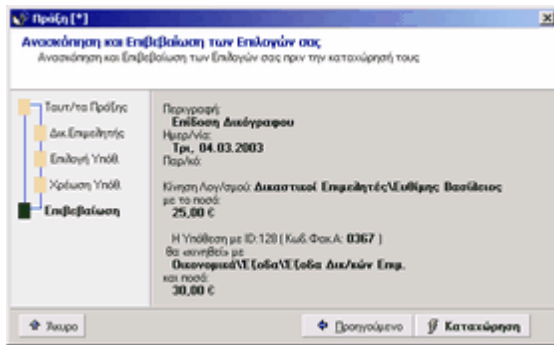 Πράξη [*]
Ανασκόπηση και Επιβεβαίωση των Επιλογών σας
Ανασκόπηση και Επιβεβαίωση των Επιλογών σας πριν την καταχώρησή τους
Ταυτ/τα Πράξης
Δικ.Επιμελητής
Επιλογή Υπόθ.
Χρέωση Υπόθ.
Επιβεβαίωση
Περιγραφή:
Επίδοση Δικόγραφου
Ημερ/νία:
Τρι, 04.03.2003
Παρ/κό:
Κίνηση Λογ/σμού: Δικαστικοί Επιμελητές\Ευθίμης Βασίλειος
με το ποσό:
25,00 €
Η Υπόθεση με ID:128 ( Κωδ. Φακ.Α: 0367 )
θα «κινηθεί» με
Οικονομικά\Έξοδα\Έξοδα Δικ/κών Επιμ.
και ποσό:
30,00 €
Άκυρο
Προηγούμενο
Καταχώρηση